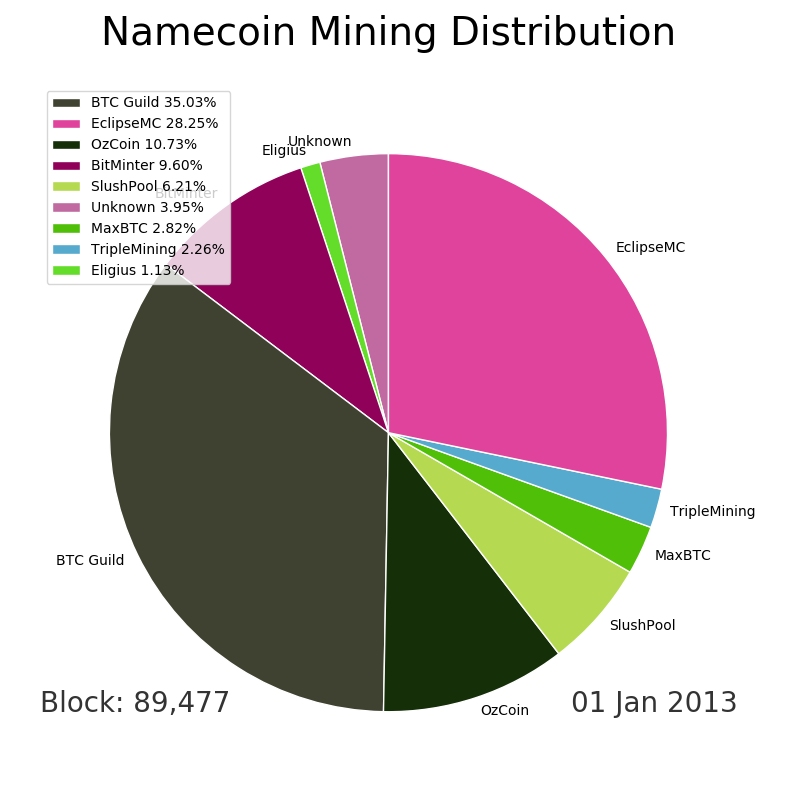 Namecoin Mining Distribution
BTC Guild 35.03%
EclipseMC 28.25%
OzCoin 10.73%
BitMinter 9.60%
SlushPool 6.21%
Unknown 3.95%
MaxBTC 2.82%
TripleMining 2.26%
Eligius 1.13%
Unknown
Eligius
BitMinter
EclipseMC
TripleMining
MaxBTC
BTC Guild
SlushPool
OzCoin
Block: 89,477
01 Jan 2013